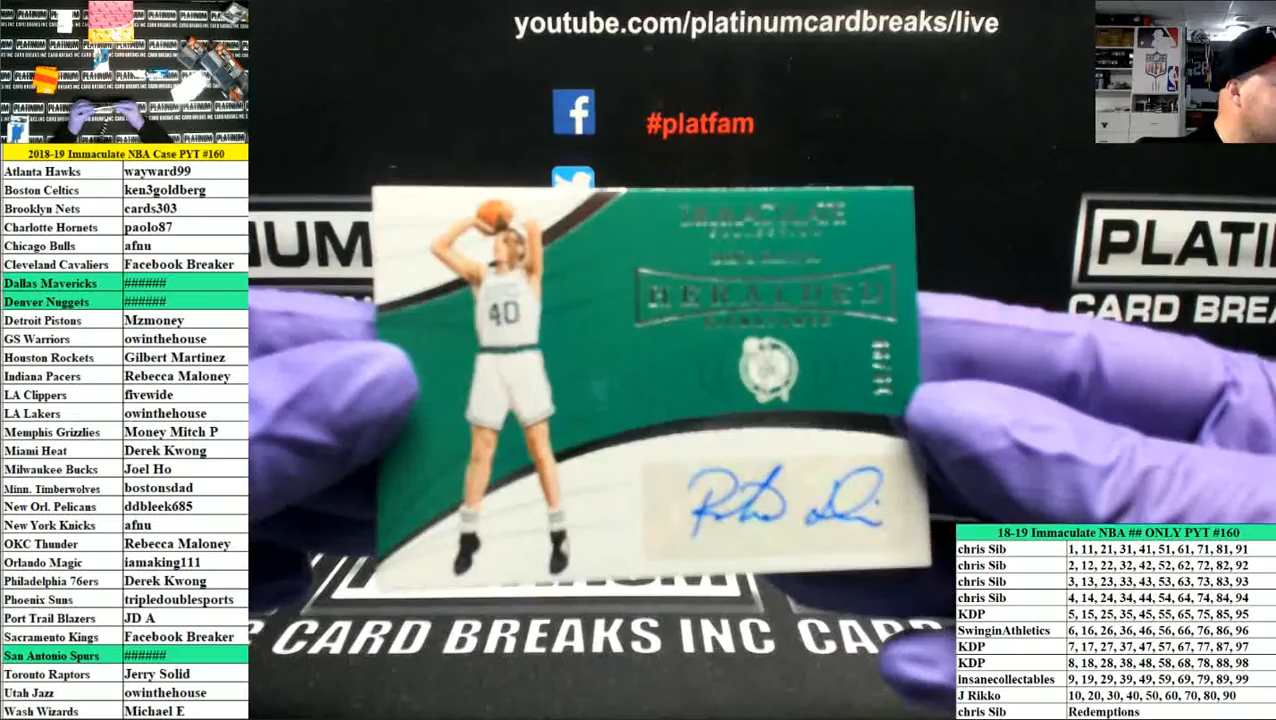 youtube.com/platinumcardbreaks/live
#platfam
2018-19 Immaculate NBA Case PYT #160
Atlanta Hawks wayward99
Boston Celtics ken3goldberg
Brooklyn Nets cards303
Charlotte Hornets paolo87
Chicago Bulls afnu
Cleveland Cavaliers Facebook Breaker
Dallas Mavericks ######
Denver Nuggets ######
Detroit Pistons Mzmoney
GS Warriors owinthehouse
Houston Rockets Gilbert Martinez
Indiana Pacers Rebecca Maloney
LA Clippers fivewide
LA Lakers owinthehouse
Memphis Grizzlies Money Mitch P
Miami Heat Derek Kwong
Milwaukee Bucks Joel Ho
Minn. Timberwolves bostonsdad
New Orl. Pelicans ddbleek685
New York Knicks afnu
OKC Thunder Rebecca Maloney
Orlando Magic iamaking111
Philadelphia 76ers Derek Kwong
Phoenix Suns tripledoublesports
Port Trail Blazers JD A
Sacramento Kings Facebook Breaker
San Antonio Spurs ######
Toronto Raptors Jerry Solid
Utah Jazz owinthehouse
Wash Wizards Michael E
IMMACULATE
COLLECTION
HERALDED
SIGNATURES
40
NUM
PLATI
CARD BRE
CARD BREAKS INC CAR
18-19 Immaculate NBA ## ONLY PYT #160
chris Sib 1, 11, 21, 31, 41, 51, 61, 71, 81, 91
chris Sib 2, 12, 22, 32, 42, 52, 62, 72, 82, 92
chris Sib 3, 13, 23, 33, 43, 53, 63, 73, 83, 93
chris Sib 4, 14, 24, 34, 44, 54, 64, 74, 84, 94
KDP 5, 15, 25, 35, 45, 55, 65, 75, 85, 95
SwinginAthletics 6, 16, 26, 36, 46, 56, 66, 76, 86, 96
KDP 7, 17, 27, 37, 47, 57, 67, 77, 87, 97
KDP 8, 18, 28, 38, 48, 58, 68, 78, 88, 98
insanecollectables 9, 19, 29, 39, 49, 59, 69, 79, 89, 99
J Rikko 10, 20, 30, 40, 50, 60, 70, 80, 90
chris Sib Redemptions